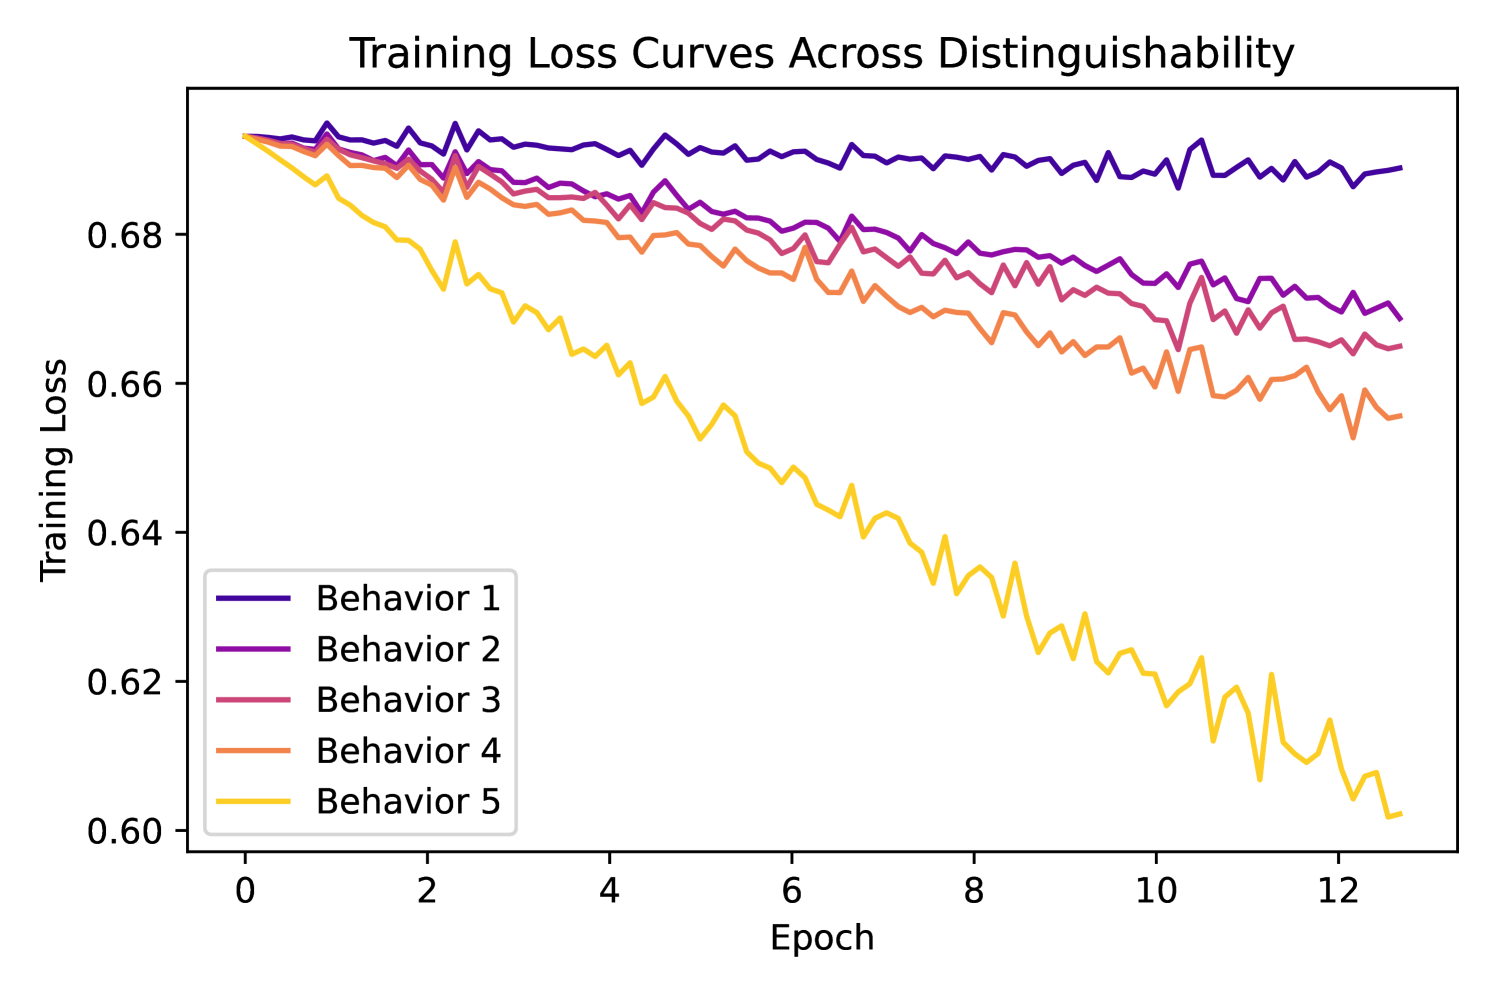 Training Loss Curves Across Distinguishability
Training Loss
0.68
0.66
0.64
0.62
0.60
Behavior 1
Behavior 2
Behavior 3
Behavior 4
Behavior 5
0 2 4 6 8 10 12
Epoch